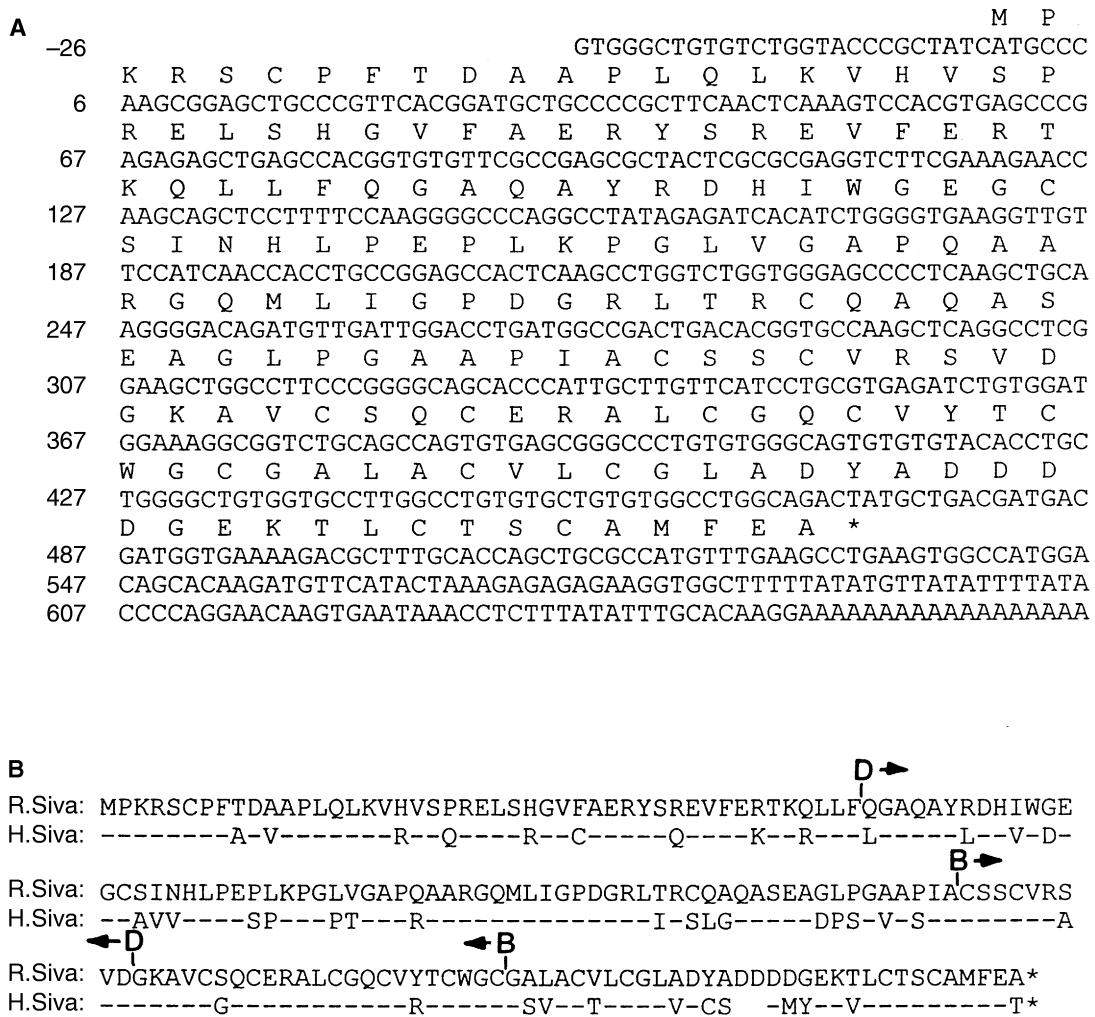 A
M P
-26 GTGGGCTGTGTCTGGTACCCGCTATCATGCCC
K R S C P F T D A A P L Q L K V H V S P
6 AAGCGGAGCTGCCCGTTCACGGATGCTGCCCCGCTTCAACTCAAAGTCCACGTGAGCCCG
R E L S H G V F A E R Y S R E V F E R T
67 AGAGAGCTGAGCCACGGTGTGTTCGCCGAGCGCTACTCGCGCGAGGTCTTCGAAAGAACC
K Q L L F Q G A Q A Y R D H I W G E G C
127 AAGCAGCTCCTTTTCCAAGGGGCCCAGGCCTATAGAGATCACATCTGGGGTGAAGGTTGT
S I N H L P E P L K P G L V G A P Q A A
187 TCCATCAACCACCTGCCGGAGCCACTCAAGCCTGGTCTGGTGGGAGCCCCTCAAGCTGCA
R G Q M L I G P D G R L T R C Q A Q A S
247 AGGGGACAGATGTTGATTGGACCTGATGGCCGACTGACACGGTGCCAAGCTCAGGCCTCG
E A G L P G A A P I A C S S C V R S V D
307 GAAGCTGGCCTTCCCGGGGCAGCACCCATTGCTTGTTCATCCTGCGTGAGATCTGTGGAT
G K A V C S Q C E R A L C G Q C V Y T C
367 GGAAAGGCGGTCTGCAGCCAGTGTGAGCGGGCCCTGTGTGGGCAGTGTGTGTACACCTGC
W G C G A L A C V L C G L A D Y A D D D
427 TGGGGCTGTGGTGCCTTGGCCTGTGTGCTGTGTGGCCTGGCAGACTATGCTGACGATGAC
D G E K T L C T S C A M F E A *
487 GATGGTGAAAAGACGCTTTGCACCAGCTGCGCCATGTTTGAAGCCTGAAGTGGCCATGGA
547 CAGCACAAGATGTTCATACTAAAGAGAGAGAAGGTGGCTTTTTATATGTTATATTTTATA
607 CCCCAGGAACAAGTGAATAAACCTCTTTATATTTGCACAAGGAAAAAAAAAAAAAAAAAA
B
D
R.Siva: MPKRSCPFTDAAPLQLKVHVSPRELSHGVFAERYSREVFERTKQLLFQGAQAYRDHIWGE
H.Siva: --------A-V-------R--Q----R--C-----Q----K--R---L-----L--V-D-
B
R.Siva: GCSINHLPEPLKPGLVGAPQAARGQMLIGPDGRLTRCQAQASEAGLPGAAPIACSSCVRS
H.Siva: --AVV----SP---PT---R--------------I-SLG-----DPS-V-S--------A
D B
R.Siva: VDGKAVCSQCERALCGQCVYTCWGCGALACVLCGLADYADDDDGEKTLCTSCAMFEA*
H.Siva: -------G-----------R------SV--T----V-CS -MY--V---------T*